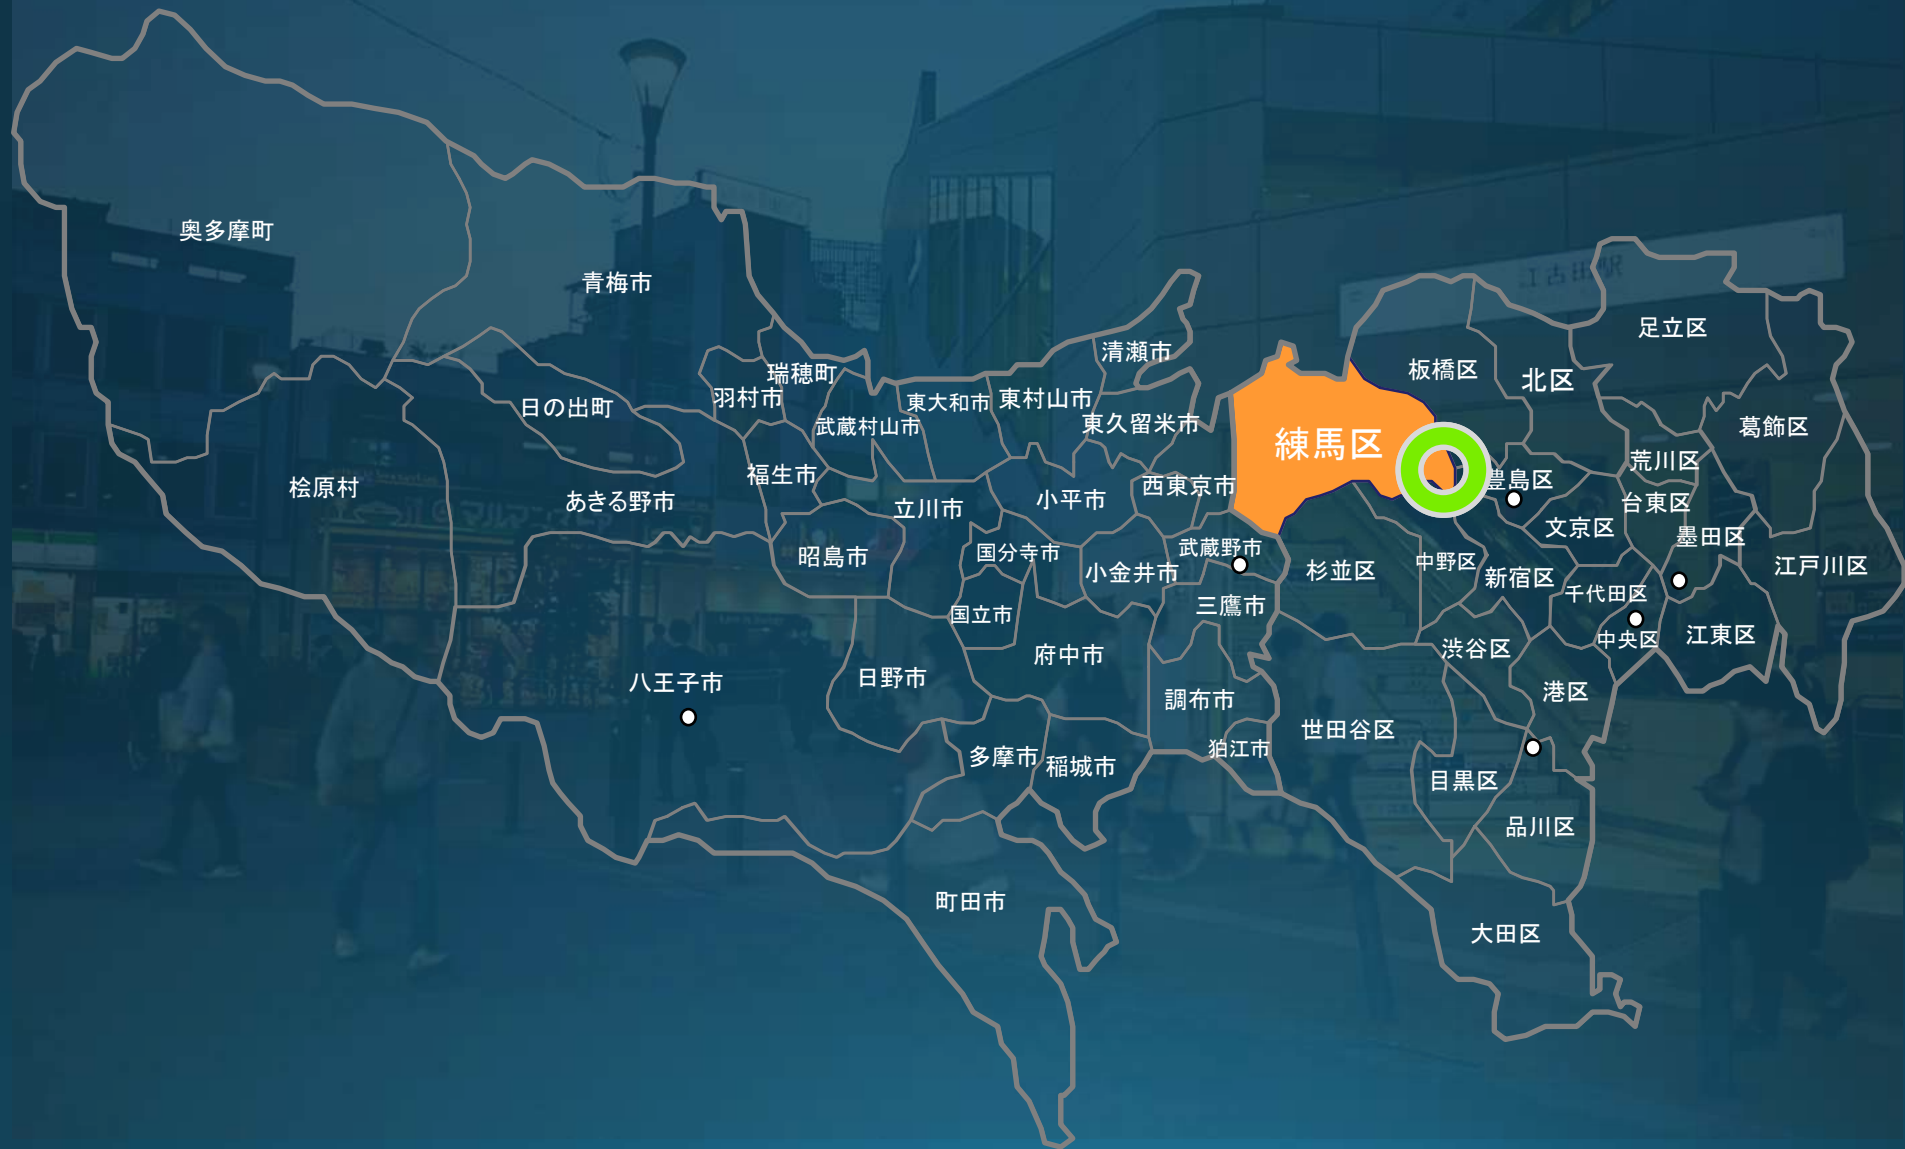 奥多摩町
青梅市
江古田駅
足立区
清瀬市
板橋区
北区
瑞穂町
羽村市
東大和市
東村山市
日の出町
武蔵村山市
東久留米市
葛飾区
練馬区
荒川区
福生市
豊島区
桧原村
西東京市
あきる野市
立川市
小平市
台東区
文京区
墨田区
昭島市
国分寺市
武蔵野市
小金井市
杉並区
中野区
新宿区
江戸川区
千代田区
国立市
三鷹市
中央区
江東区
府中市
渋谷区
八王子市
日野市
港区
調布市
世田谷区
狛江市
多摩市
稲城市
目黒区
品川区
町田市
大田区